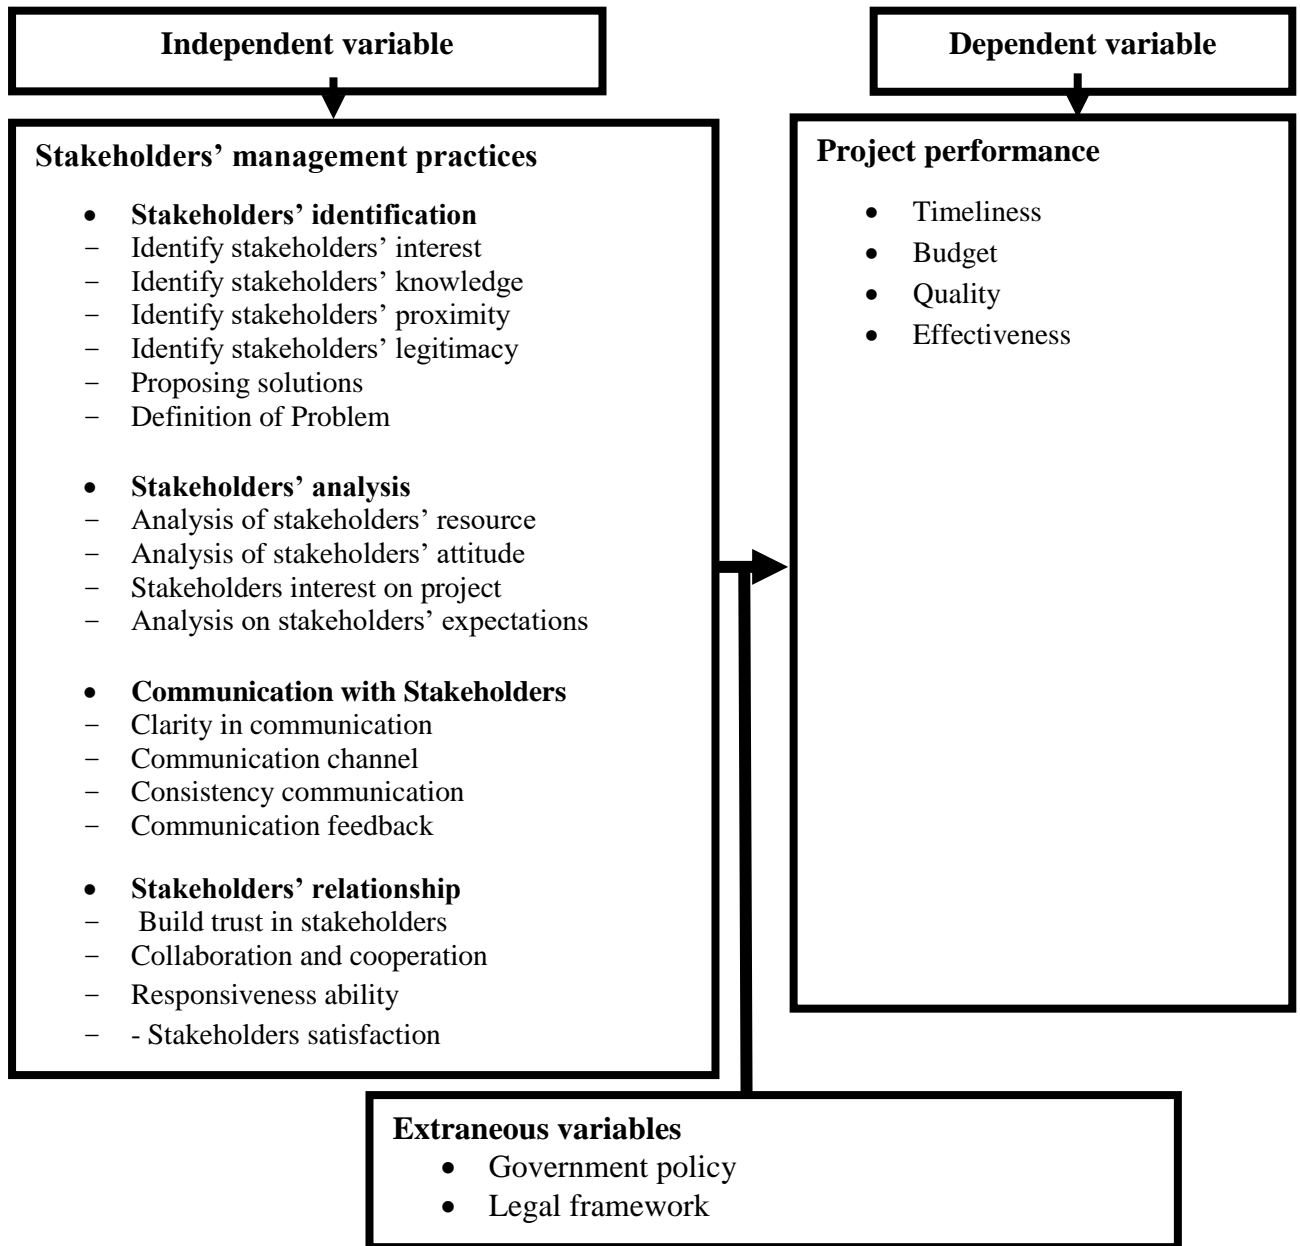 Independent variable
Dependent variable
Stakeholders’ management practices
• Stakeholders’ identification
− Identify stakeholders’ interest
− Identify stakeholders’ knowledge
− Identify stakeholders’ proximity
− Identify stakeholders’ legitimacy
− Proposing solutions
− Definition of Problem
• Stakeholders’ analysis
− Analysis of stakeholders’ resource
− Analysis of stakeholders’ attitude
− Stakeholders interest on project
− Analysis on stakeholders’ expectations
• Communication with Stakeholders
− Clarity in communication
− Communication channel
− Consistency communication
− Communication feedback
• Stakeholders’ relationship
− Build trust in stakeholders
− Collaboration and cooperation
− Responsiveness ability
− - Stakeholders satisfaction
Project performance
• Timeliness
• Budget
• Quality
• Effectiveness
Extraneous variables
• Government policy
• Legal framework